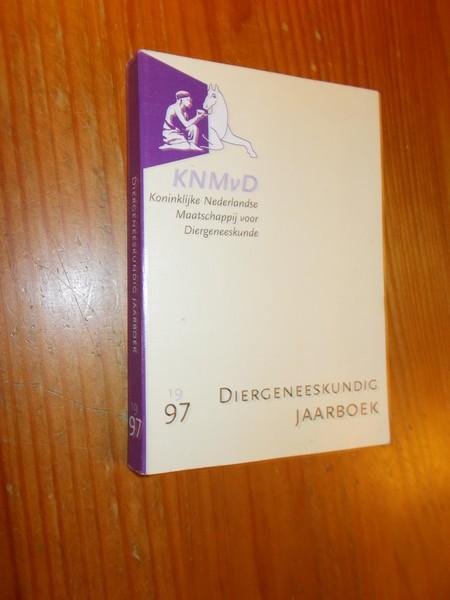 KNMvD
Koninklijke Nederlandse
Maatschappij voor
Diergeneeskunde
19
97
DIERGENEESKUNDIG
JAARBOEK
DIERGENEESKUNDIG JAARBOEK
19
97